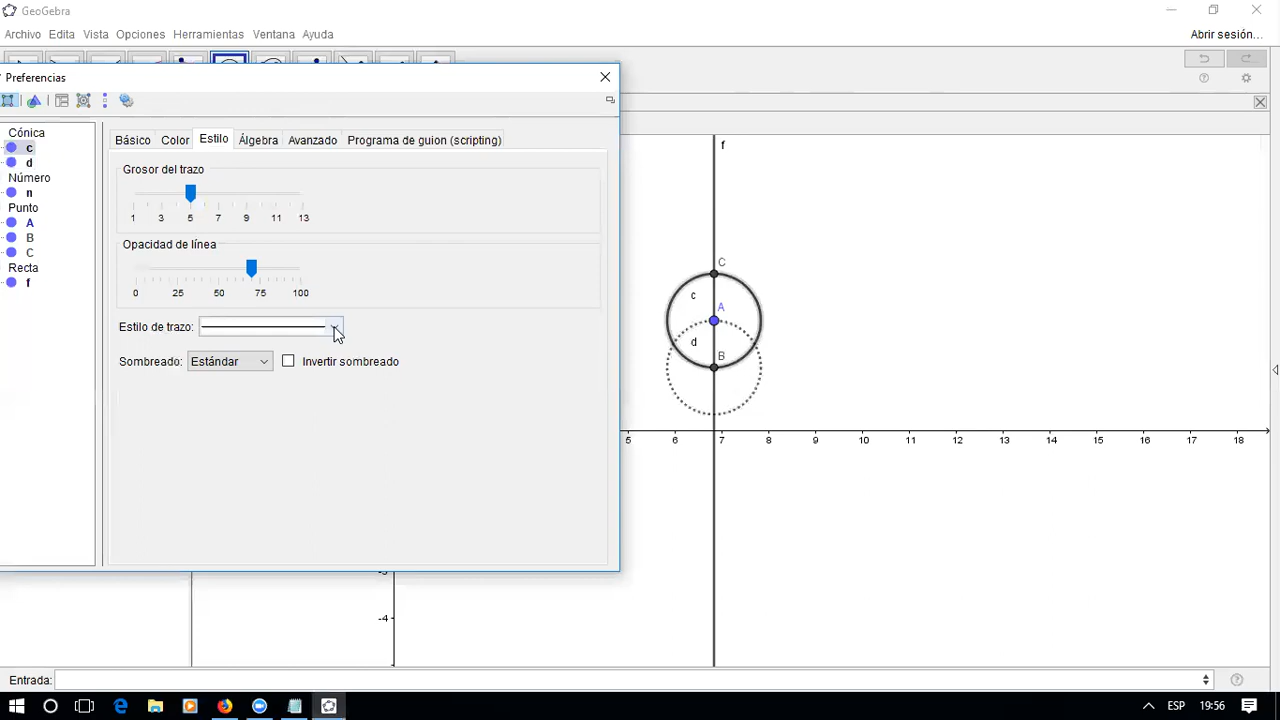 GeoGebra
Archivo Edita Vista Opciones Herramientas Ventana Ayuda
Abrir sesión...
Preferencias
Básico Color Estilo Álgebra Avanzado Programa de guion (scripting)
Cónica
c
d
Número
n
Punto
A
B
C
Recta
f
Grosor del trazo
1 3 5 7 9 11 13
Opacidad de línea
0 25 50 75 100
Estilo de trazo:
Sombreado: Estándar Invertir sombreado
f
C
c
A
d
B
5 6 7 8 9 10 11 12 13 14 15 16 17 18
-4
Entrada:
ESP 19:56